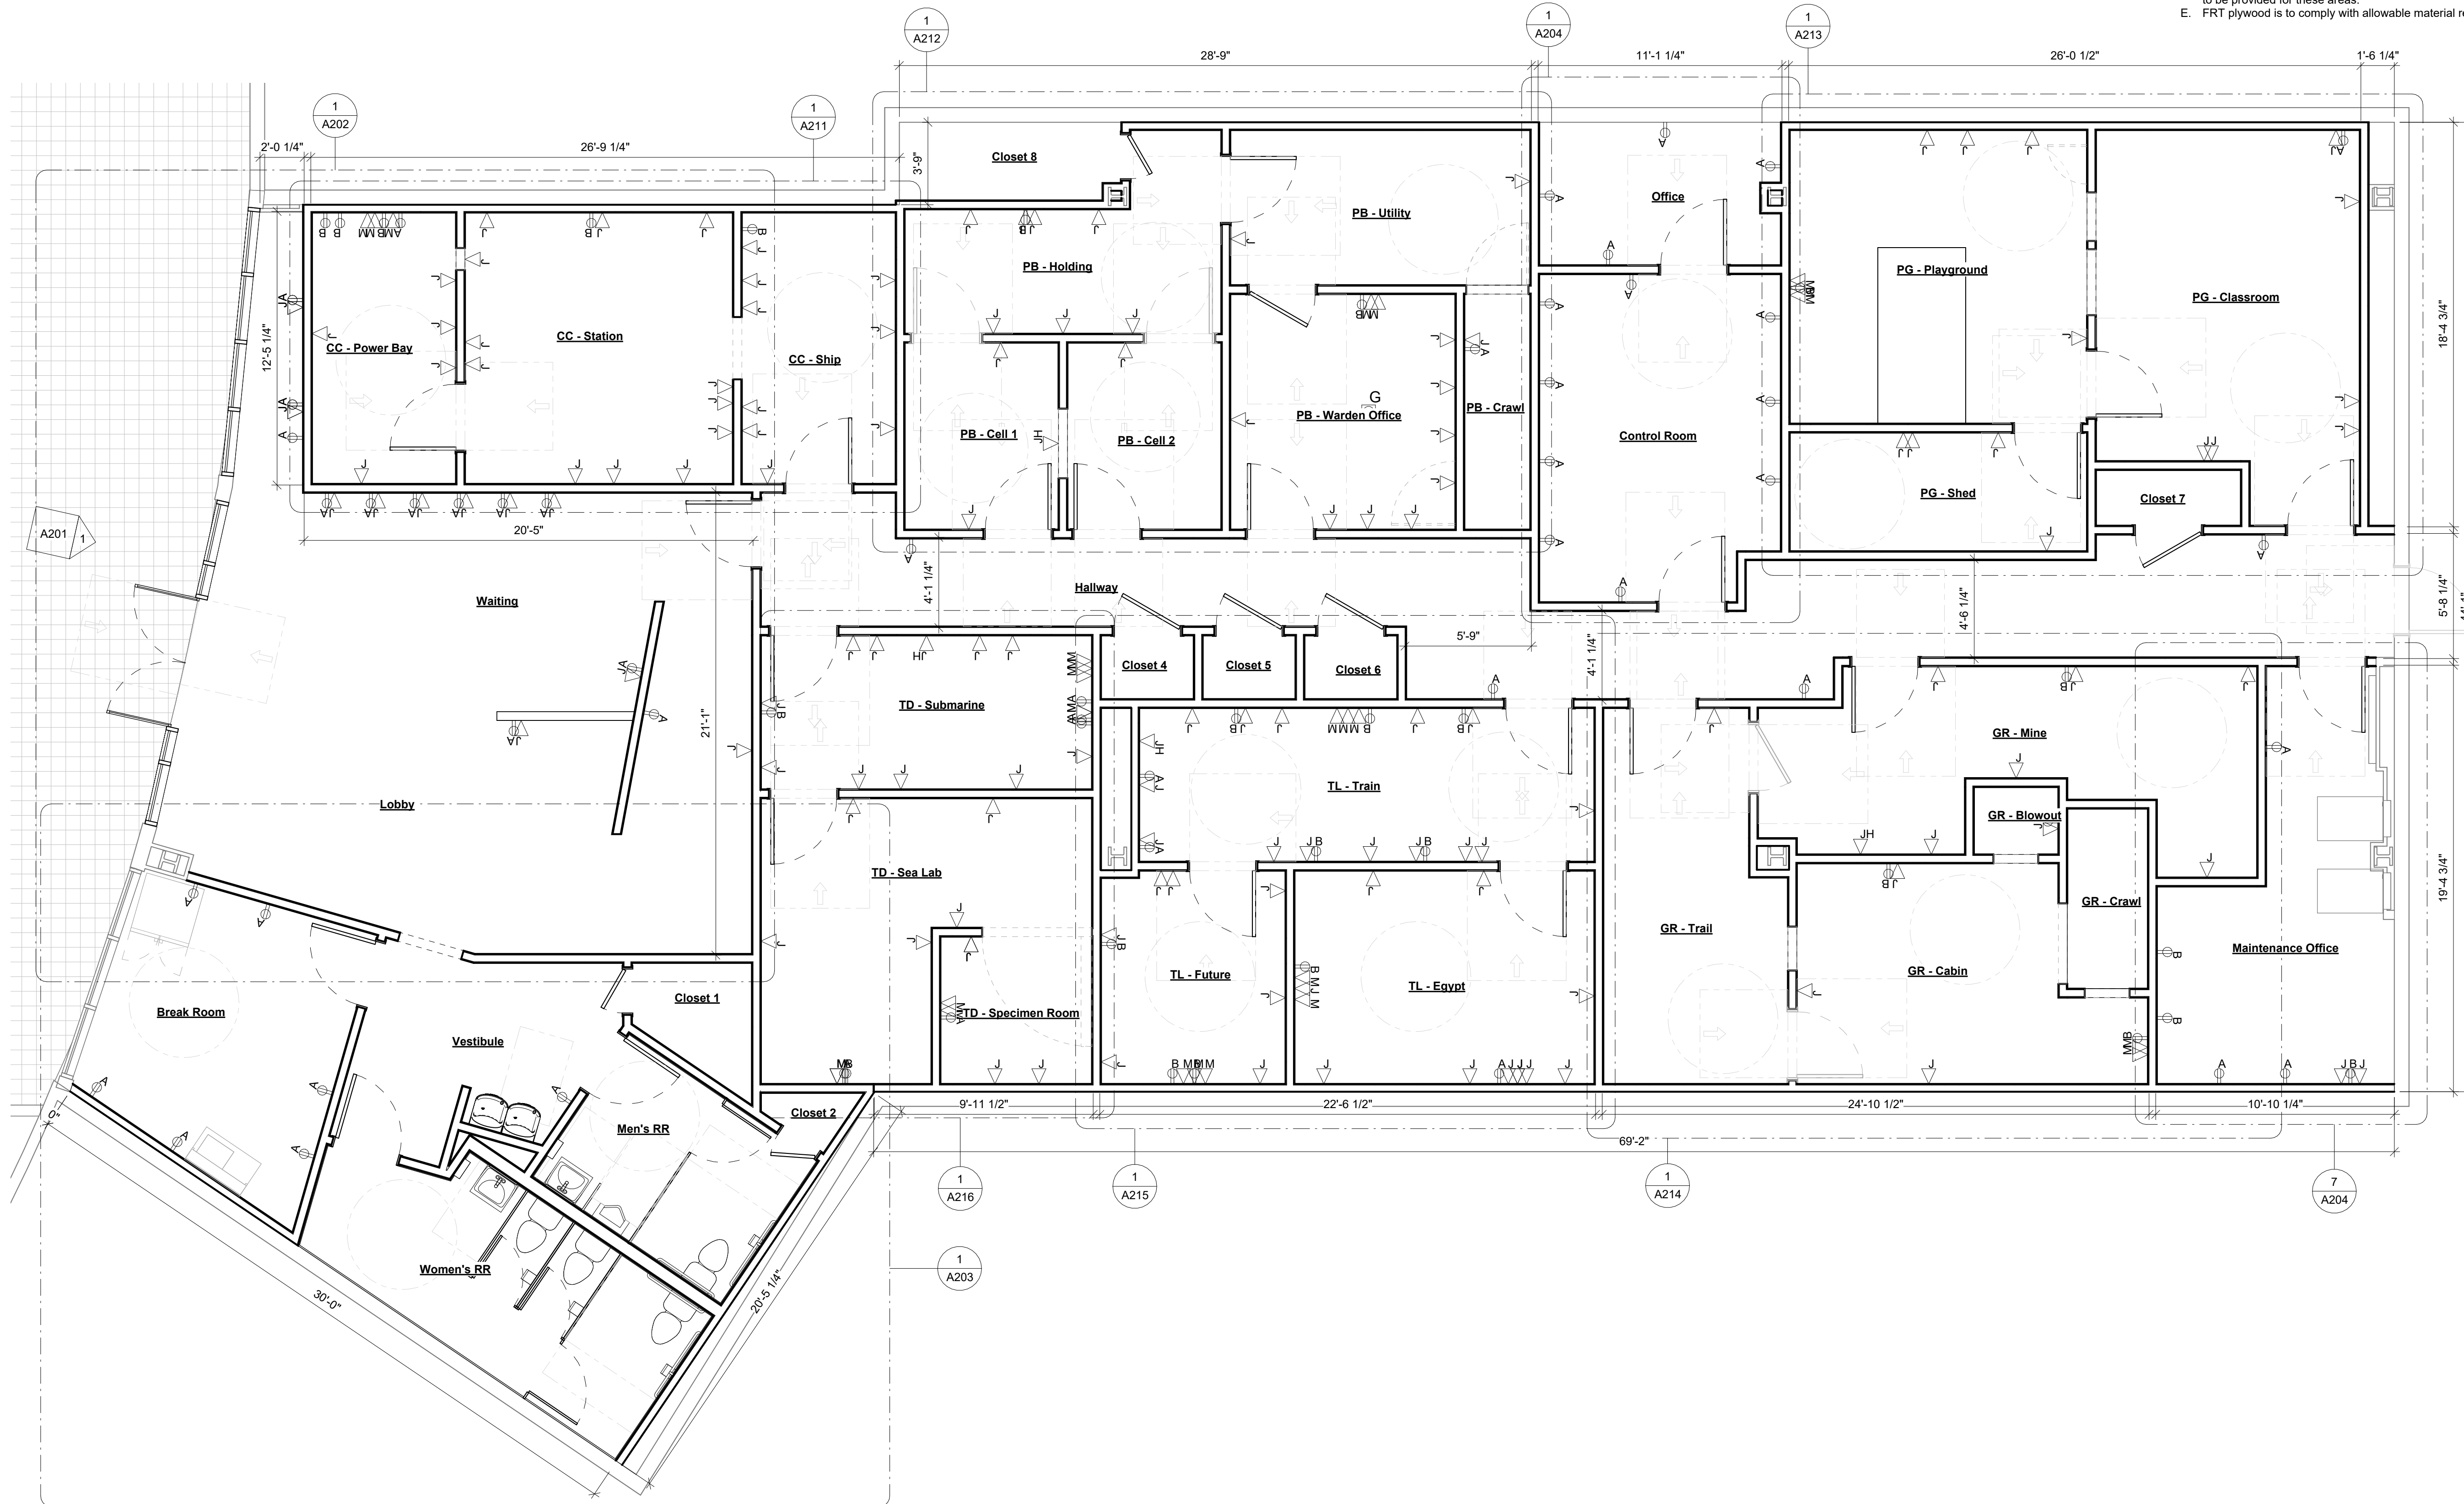 to be provided for these areas.
E. FRT plywood is to comply with allowable material re
1
A212
1
A204
1
A213
28'-9"
11'-1 1/4"
26'-0 1/2"
1'-6 1/4"
1
A202
1
A211
2'-0 1/4"
26'-9 1/4"
3'-9"
Closet 8
Office
PB - Utility
PB - Holding
PG - Playground
PG - Classroom
18'-4 3/4"
12'-5 1/4"
CC - Power Bay
CC - Station
CC - Ship
G
PB - Warden Office
PB - Crawl
PB - Cell 1
PB - Cell 2
Control Room
PG - Shed
Closet 7
A201
1
20'-5"
4'-1 1/4"
Hallway
Waiting
4'-6 1/4"
5'-8 1/4"
5'-9"
4'-1 1/4"
Closet 4
Closet 5
Closet 6
TD - Submarine
21'-1"
GR - Mine
TL - Train
Lobby
GR - Blowout
TD - Sea Lab
19'-4 3/4"
GR - Crawl
GR - Trail
Maintenance Office
TL - Future
TL - Egypt
GR - Cabin
Closet 1
Break Room
TD - Specimen Room
Vestibule
Closet 2
Men's RR
0"
9'-11 1/2"
22'-6 1/2"
24'-10 1/2"
10'-10 1/4"
69'-2"
1
A216
1
A215
1
A214
7
A204
1
A203
Women's RR
30'-0"
20'-5 1/4"